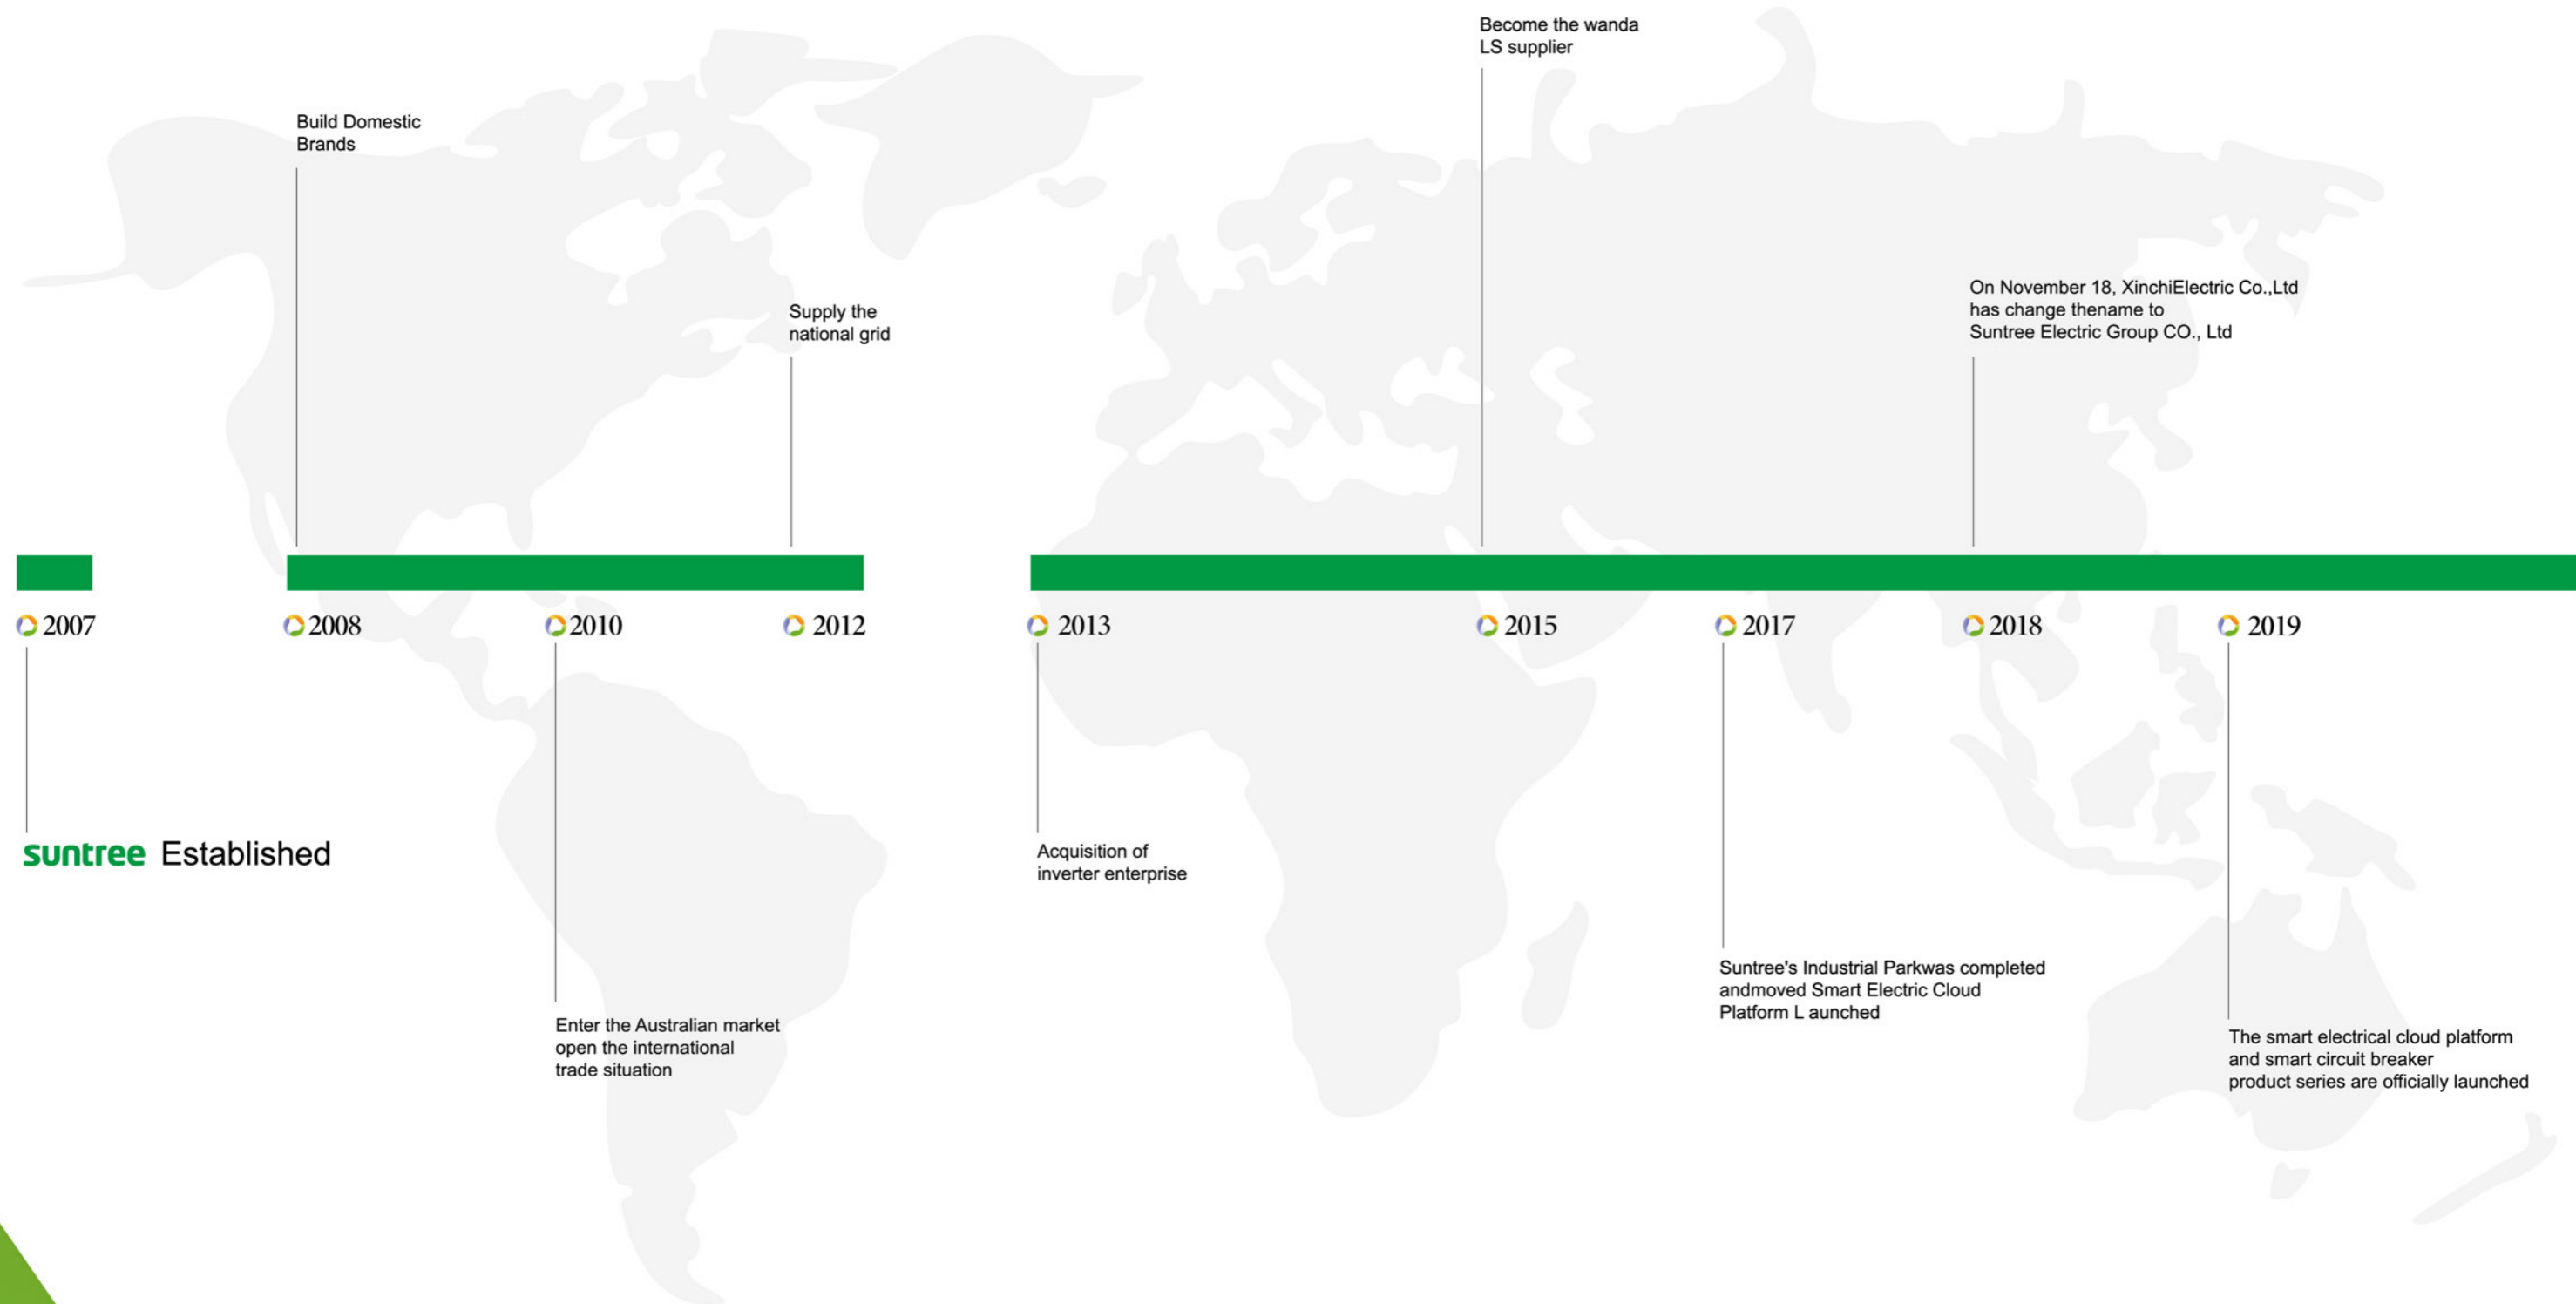 Become the wanda
LS supplier
Build Domestic
Brands
On November 18, XinchiElectric Co.,Ltd
has change thename to
Suntree Electric Group CO., Ltd
Supply the
national grid
2007
2008
2010
2012
2013
2015
2017
2018
2019
suntree Established
Acquisition of
inverter enterprise
Suntree's Industrial Parkwas completed
andmoved Smart Electric Cloud
Platform L aunched
Enter the Australian market
open the international
trade situation
The smart electrical cloud platform
and smart circuit breaker
product series are officially launched